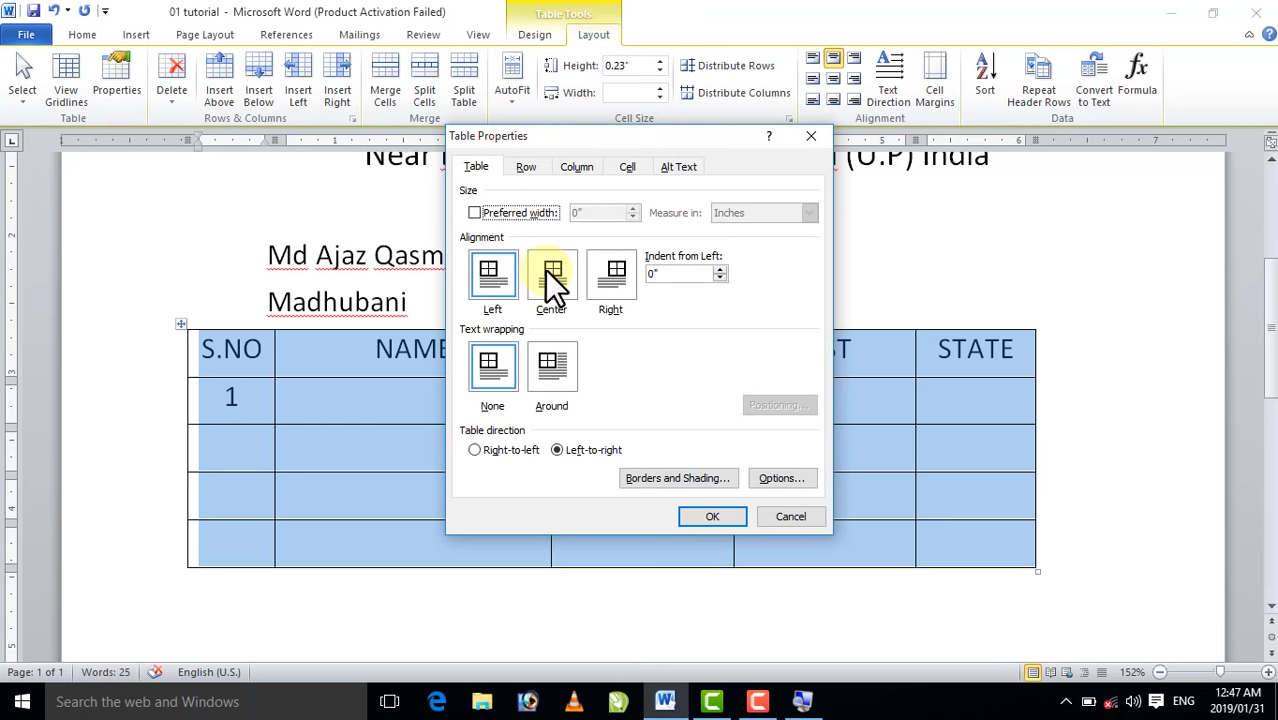 01 tutorial - Microsoft Word (Product Activation Failed)
Table Tools
File Home Insert Page Layout References Mailings Review View Design Layout
Select
View Gridlines
Properties
Delete
Insert Above
Insert Below
Insert Left
Insert Right
Merge Cells
Split Cells
Split Table
AutoFit
Height: 0.23"
Width:
Distribute Rows
Distribute Columns
Text Direction
Cell Margins
Sort
Repeat Header Rows
Convert to Text
Formula
Table Rows & Columns Merge Cell Size Alignment Data
Table Properties
Table Row Column Cell Alt Text
Size
Preferred width: 0" Measure in: Inches
Alignment
Indent from Left:
0"
Left Center Right
Text wrapping
None Around
Positioning...
Table direction
Right-to-left Left-to-right
Borders and Shading... Options...
OK Cancel
Near (U.P) India
Md Ajaz Qasm
Madhubani
S.NO NAME ST STATE
1
Page: 1 of 1 Words: 25 English (U.S.) 152%
Search the web and Windows
ENG
12:47 AM
2019/01/31